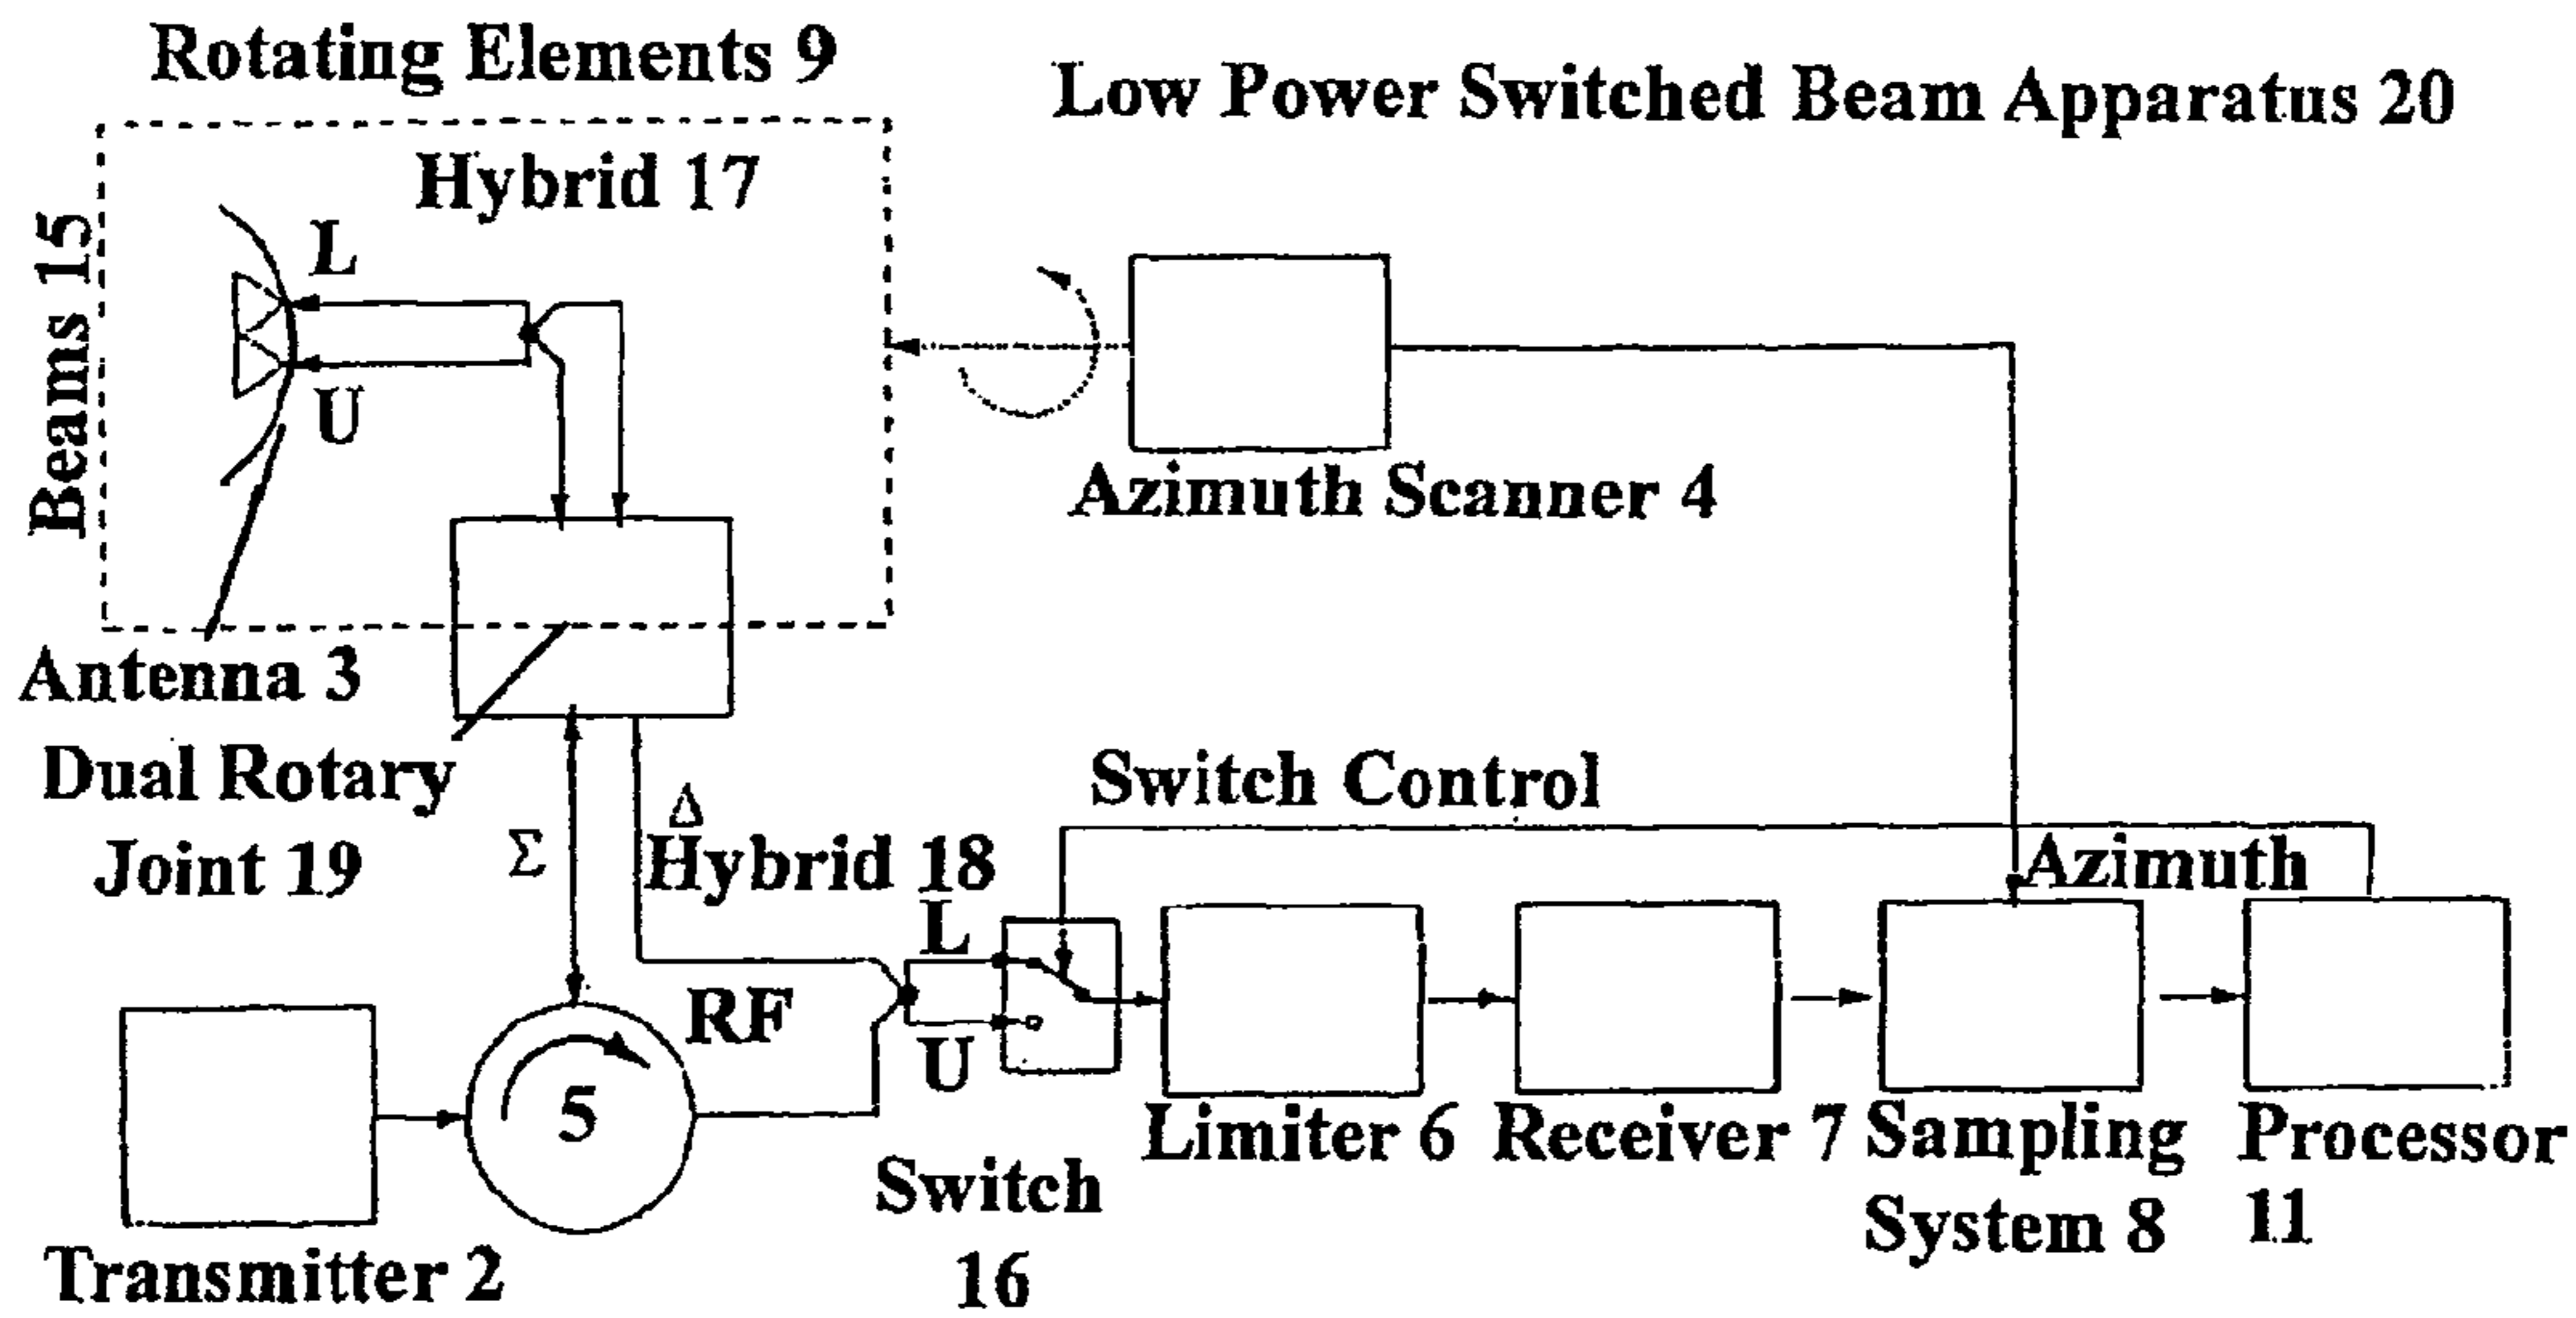 Rotating Elements 9
Low Power Switched Beam Apparatus 20
Hybrid 17
Beams 15
L
U
Azimuth Scanner 4
Antenna 3
Dual Rotary
Joint 19
Switch Control
Σ
Δ
Hybrid 18
Azimuth
L
RF
U
5
Limiter 6
Receiver 7
Sampling
System 8
Processor
11
Switch
16
Transmitter 2